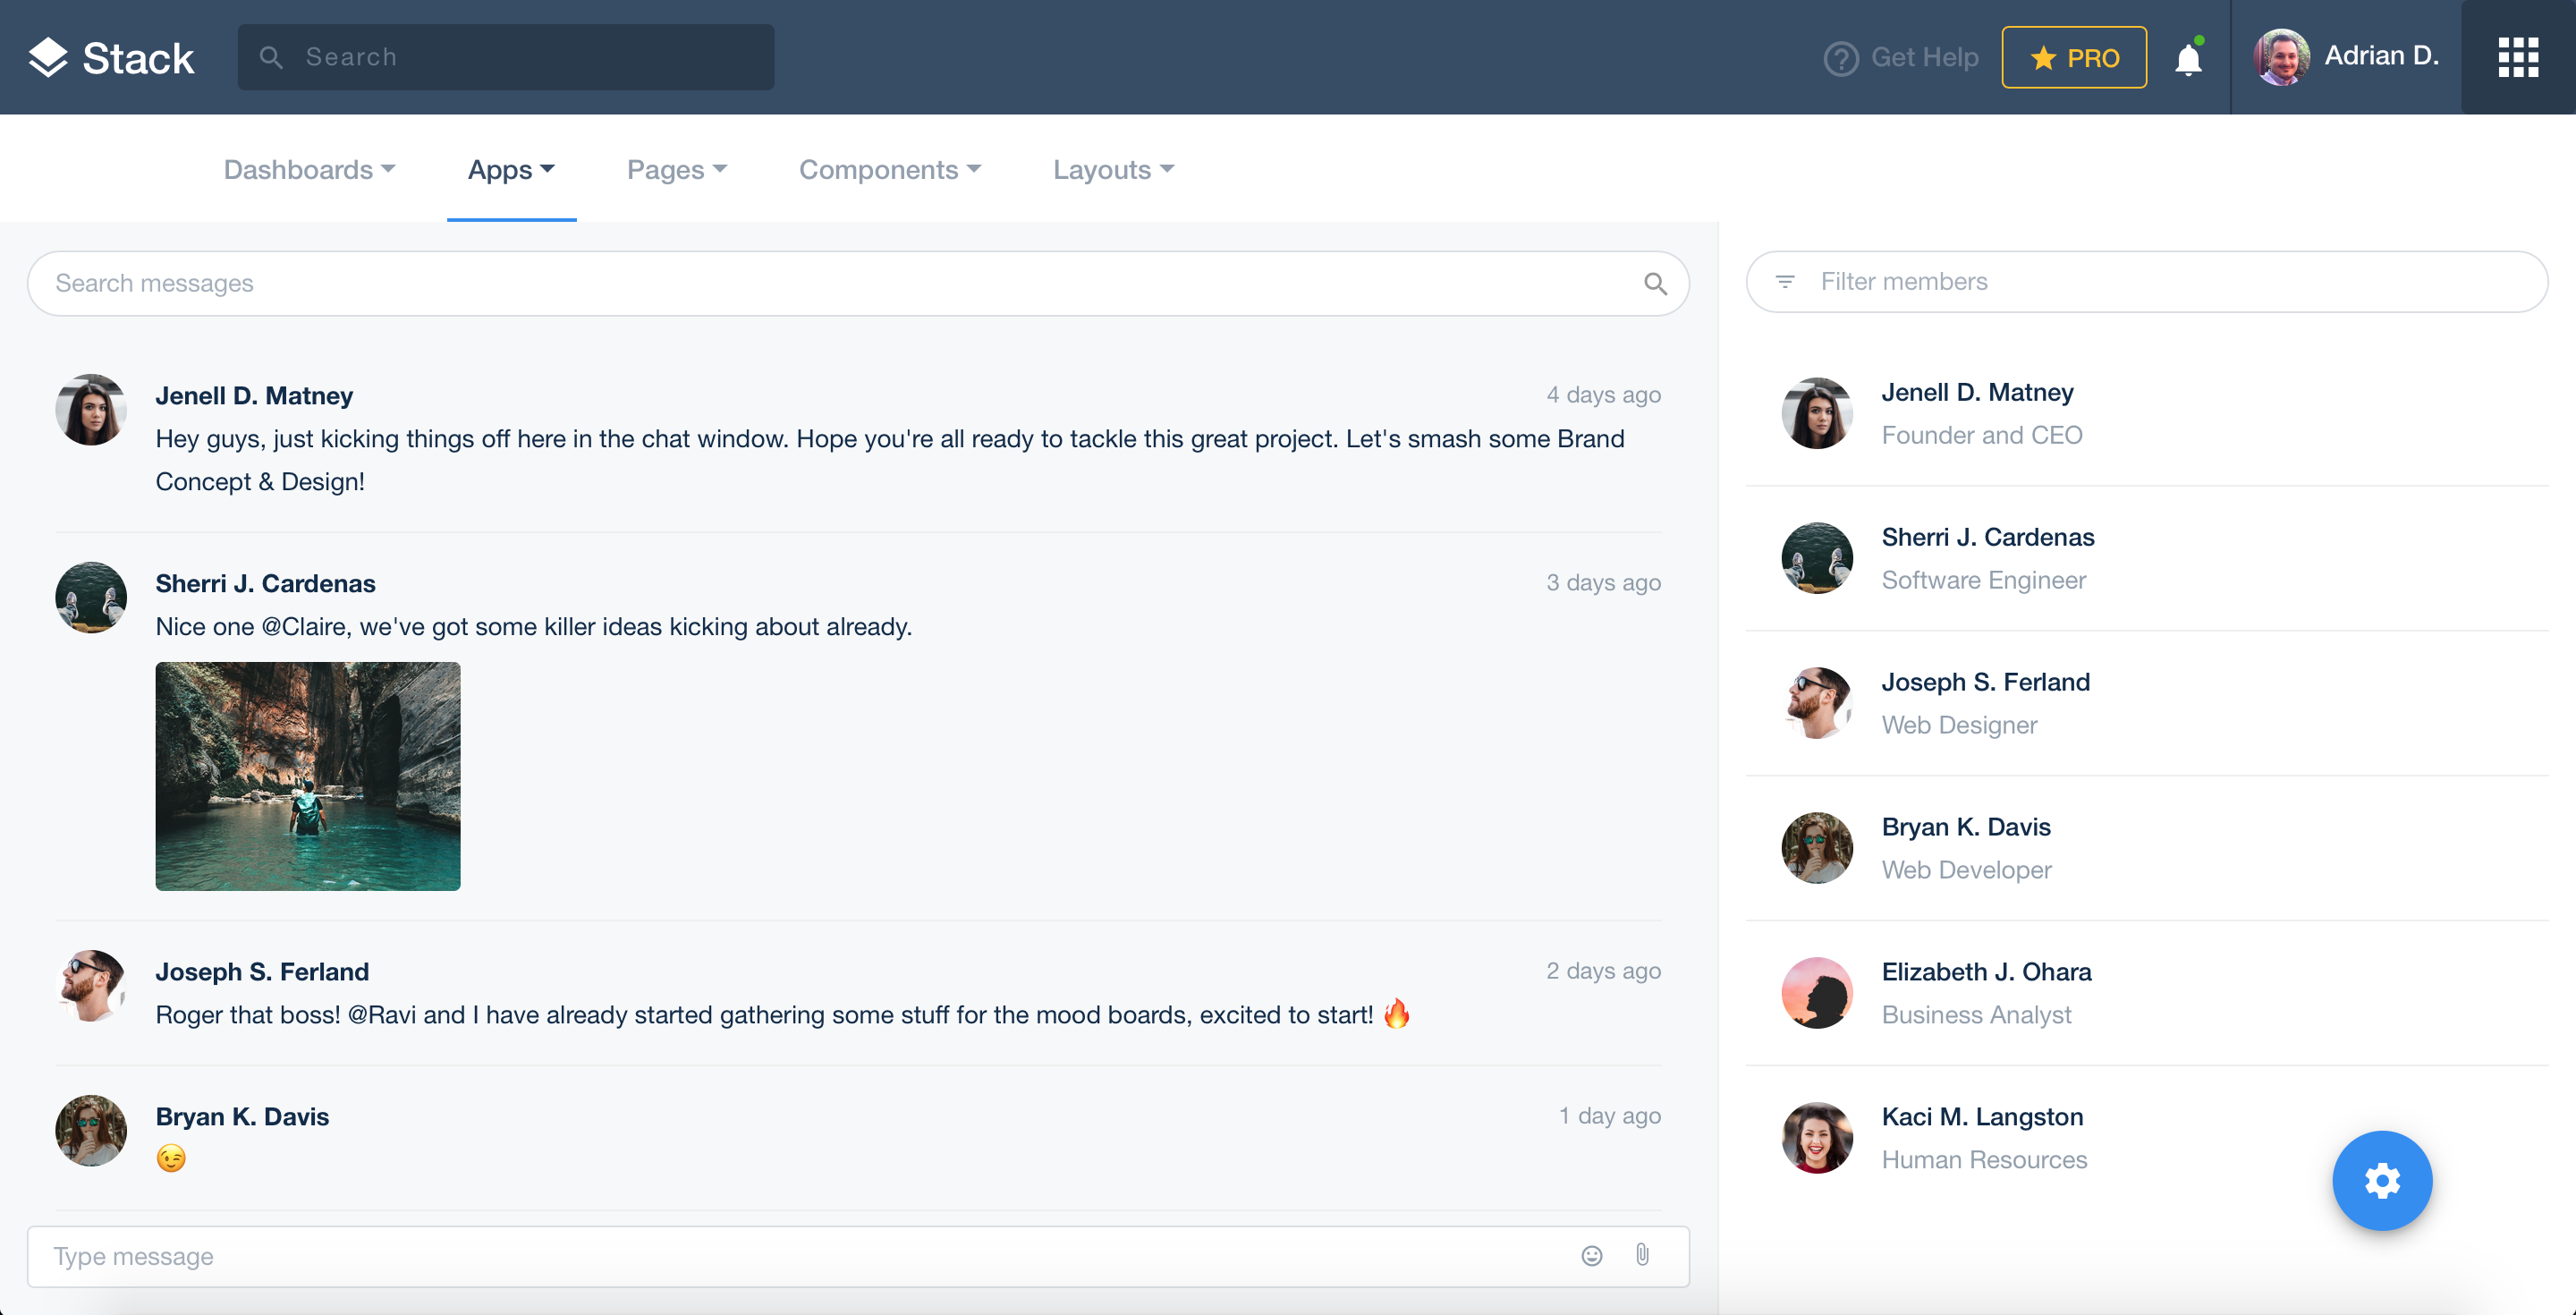 Stack
Search
Get Help
PRO
Adrian D.
Dashboards
Apps
Pages
Components
Layouts
Search messages
Jenell D. Matney
4 days ago
Hey guys, just kicking things off here in the chat window. Hope you're all ready to tackle this great project. Let's smash some Brand
Concept & Design!
Sherri J. Cardenas
3 days ago
Nice one @Claire, we've got some killer ideas kicking about already.
Joseph S. Ferland
2 days ago
Roger that boss! @Ravi and I have already started gathering some stuff for the mood boards, excited to start! 🔥
Bryan K. Davis
1 day ago
😉
Type message
Filter members
Jenell D. Matney
Founder and CEO
Sherri J. Cardenas
Software Engineer
Joseph S. Ferland
Web Designer
Bryan K. Davis
Web Developer
Elizabeth J. Ohara
Business Analyst
Kaci M. Langston
Human Resources